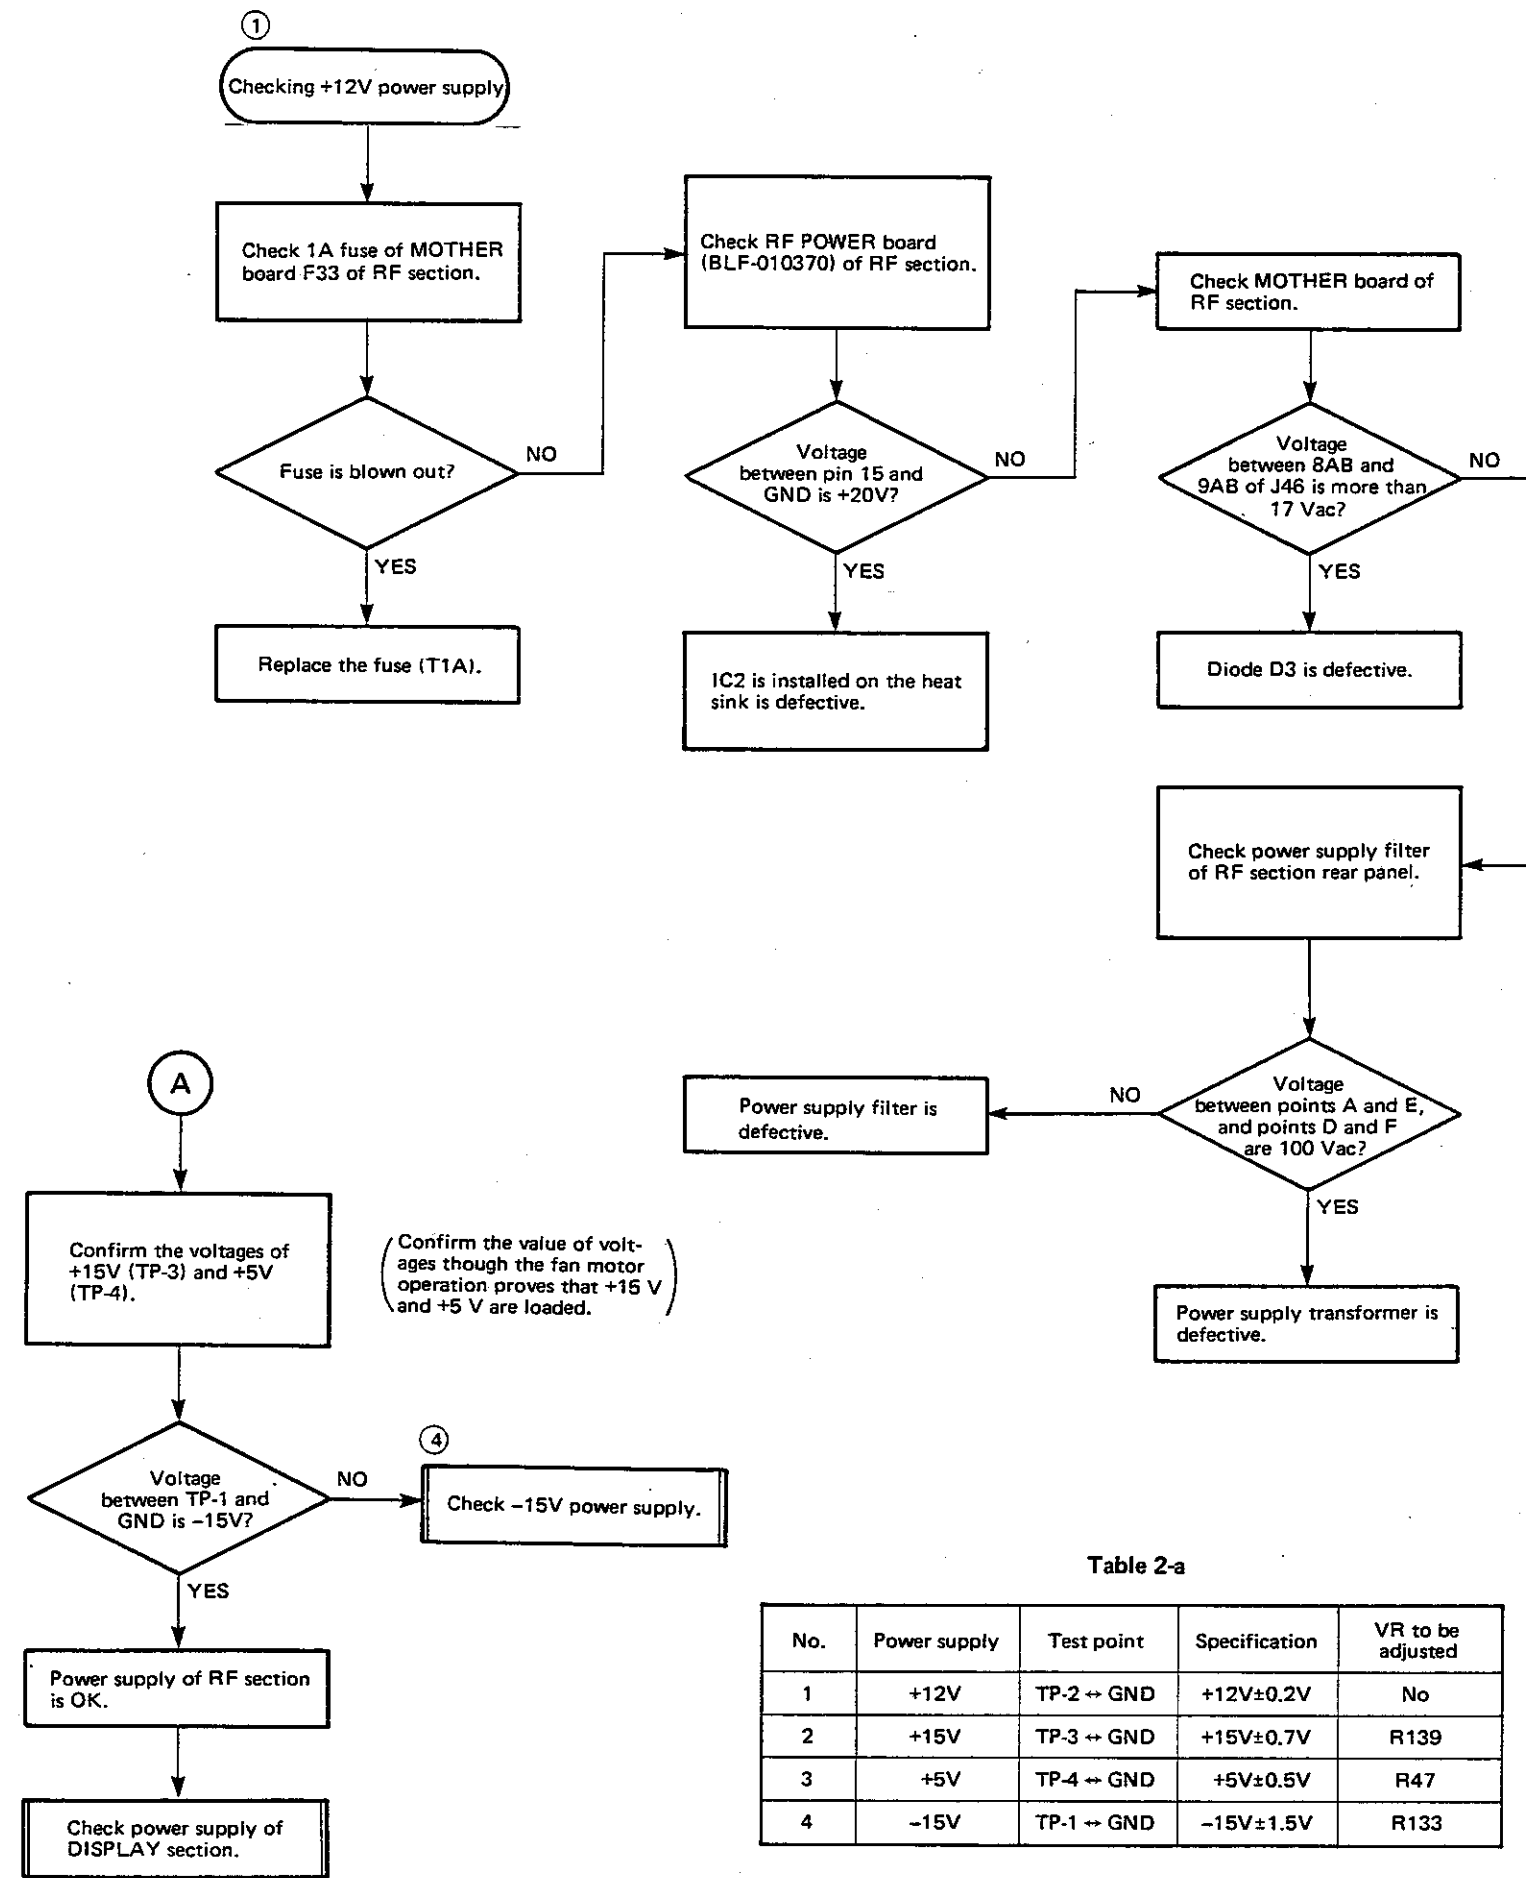 1
Checking +12V power supply
Check 1A fuse of MOTHER
board F33 of RF section.
Fuse is blown out?
NO
YES
Replace the fuse (T1A).
Check RF POWER board
(BLF-010370) of RF section.
Voltage
between pin 15 and
GND is +20V?
NO
YES
IC2 is installed on the heat
sink is defective.
Check MOTHER board of
RF section.
Voltage
between 8AB and
9AB of J46 is more than
17 Vac?
NO
YES
Diode D3 is defective.
Check power supply filter
of RF section rear panel.
Voltage
between points A and E,
and points D and F
are 100 Vac?
NO
Power supply filter is
defective.
YES
Power supply transformer is
defective.
A
Confirm the voltages of
+15V (TP-3) and +5V
(TP-4).
(Confirm the value of volt-
ages though the fan motor
operation proves that +15 V
and +5 V are loaded.)
Voltage
between TP-1 and
GND is –15V?
NO
4
Check –15V power supply.
YES
Power supply of RF section
is OK.
Check power supply of
DISPLAY section.
Table 2-a
No. Power supply Test point Specification VR to be adjusted
1 +12V TP-2 ↔ GND +12V±0.2V No
2 +15V TP-3 ↔ GND +15V±0.7V R139
3 +5V TP-4 ↔ GND +5V±0.5V R47
4 –15V TP-1 ↔ GND –15V±1.5V R133